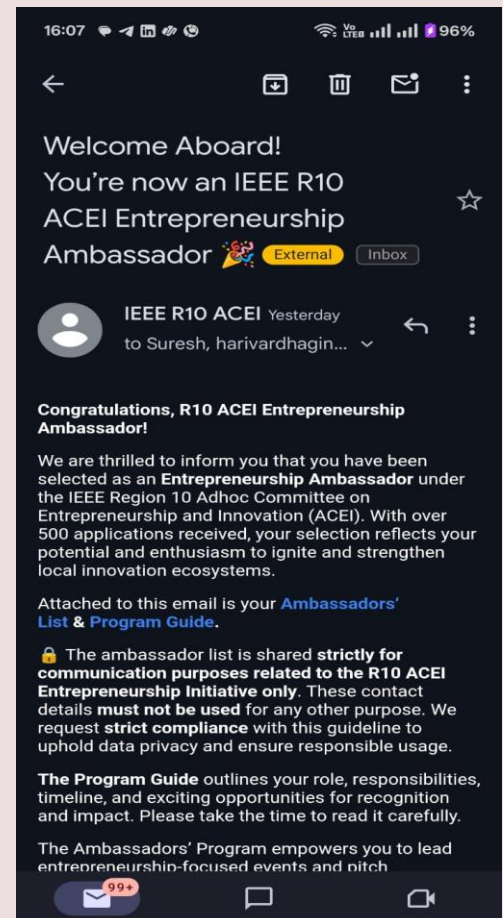 16:07
Vo
LTEB
96%
Welcome Aboard!
You're now an IEEE R10
ACEI Entrepreneurship
Ambassador 🎉 External Inbox
IEEE R10 ACEI Yesterday
to Suresh, harivardhagin...
Congratulations, R10 ACEI Entrepreneurship
Ambassador!
We are thrilled to inform you that you have been
selected as an Entrepreneurship Ambassador under
the IEEE Region 10 Adhoc Committee on
Entrepreneurship and Innovation (ACEI). With over
500 applications received, your selection reflects your
potential and enthusiasm to ignite and strengthen
local innovation ecosystems.
Attached to this email is your Ambassadors'
List & Program Guide.
🔒 The ambassador list is shared strictly for
communication purposes related to the R10 ACEI
Entrepreneurship Initiative only. These contact
details must not be used for any other purpose. We
request strict compliance with this guideline to
uphold data privacy and ensure responsible usage.
The Program Guide outlines your role, responsibilities,
timeline, and exciting opportunities for recognition
and impact. Please take the time to read it carefully.
The Ambassadors' Program empowers you to lead
entrepreneurship-focused events and pitch
99+